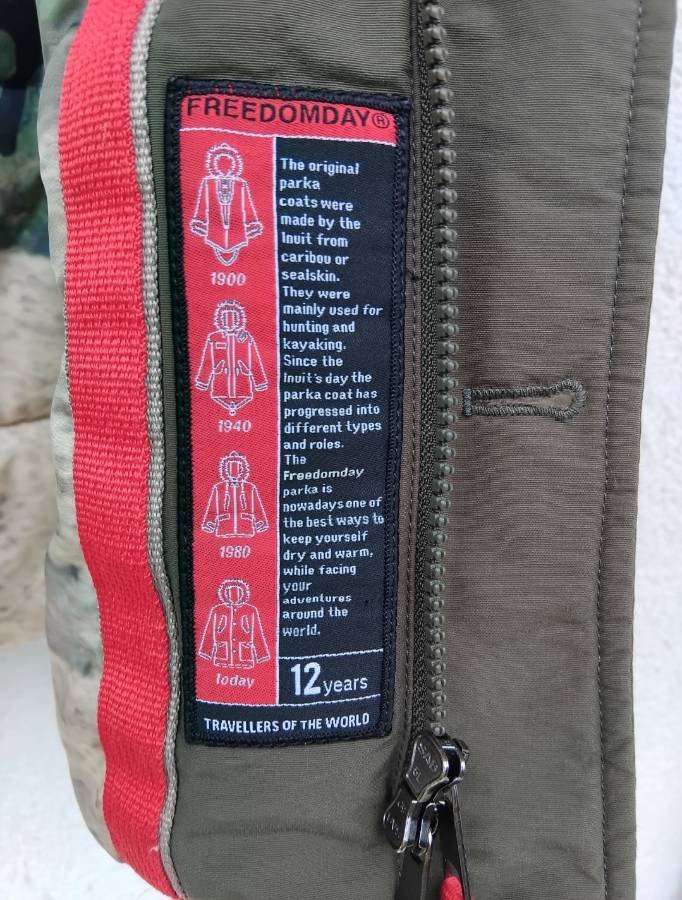 FREEDOMDAY®
1900
1940
1980
today
The original
parka
coats were
made by the
Inuit from
caribou or
sealskin.
They were
mainly used for
hunting and
kayaking.
Since the
Inuit's day the
parka coat has
progressed into
different types
and roles.
The
Freedomday
parka is
nowadays one of
the best ways to
keep yourself
dry and warm,
while facing
your
adventures
around the
world.
12 years
TRAVELLERS OF THE WORLD